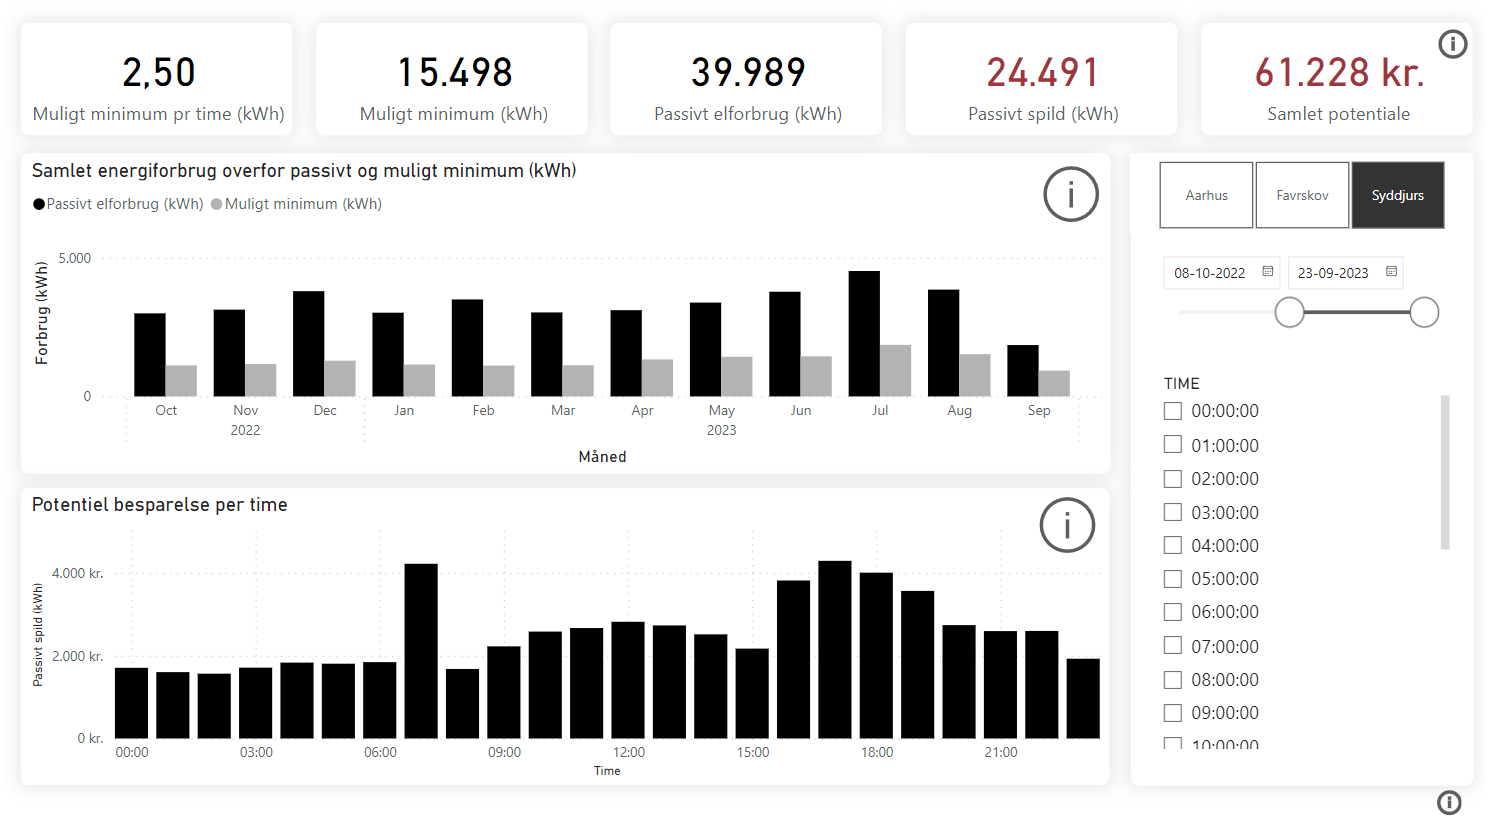 2,50
Muligt minimum pr time (kWh)
15.498
Muligt minimum (kWh)
39.989
Passivt elforbrug (kWh)
24.491
Passivt spild (kWh)
61.228 kr.
Samlet potentiale
Samlet energiforbrug overfor passivt og muligt minimum (kWh)
Passivt elforbrug (kWh) Muligt minimum (kWh)
Forbrug (kWh)
5.000
0
Oct Nov Dec Jan Feb Mar Apr May Jun Jul Aug Sep
2022 2023
Måned
Potentiel besparelse per time
Passivt spild (kWh)
4.000 kr.
2.000 kr.
0 kr.
00:00 03:00 06:00 09:00 12:00 15:00 18:00 21:00
Time
Aarhus Favrskov Syddjurs
08-10-2022 23-09-2023
TIME
00:00:00
01:00:00
02:00:00
03:00:00
04:00:00
05:00:00
06:00:00
07:00:00
08:00:00
09:00:00
10:00:00